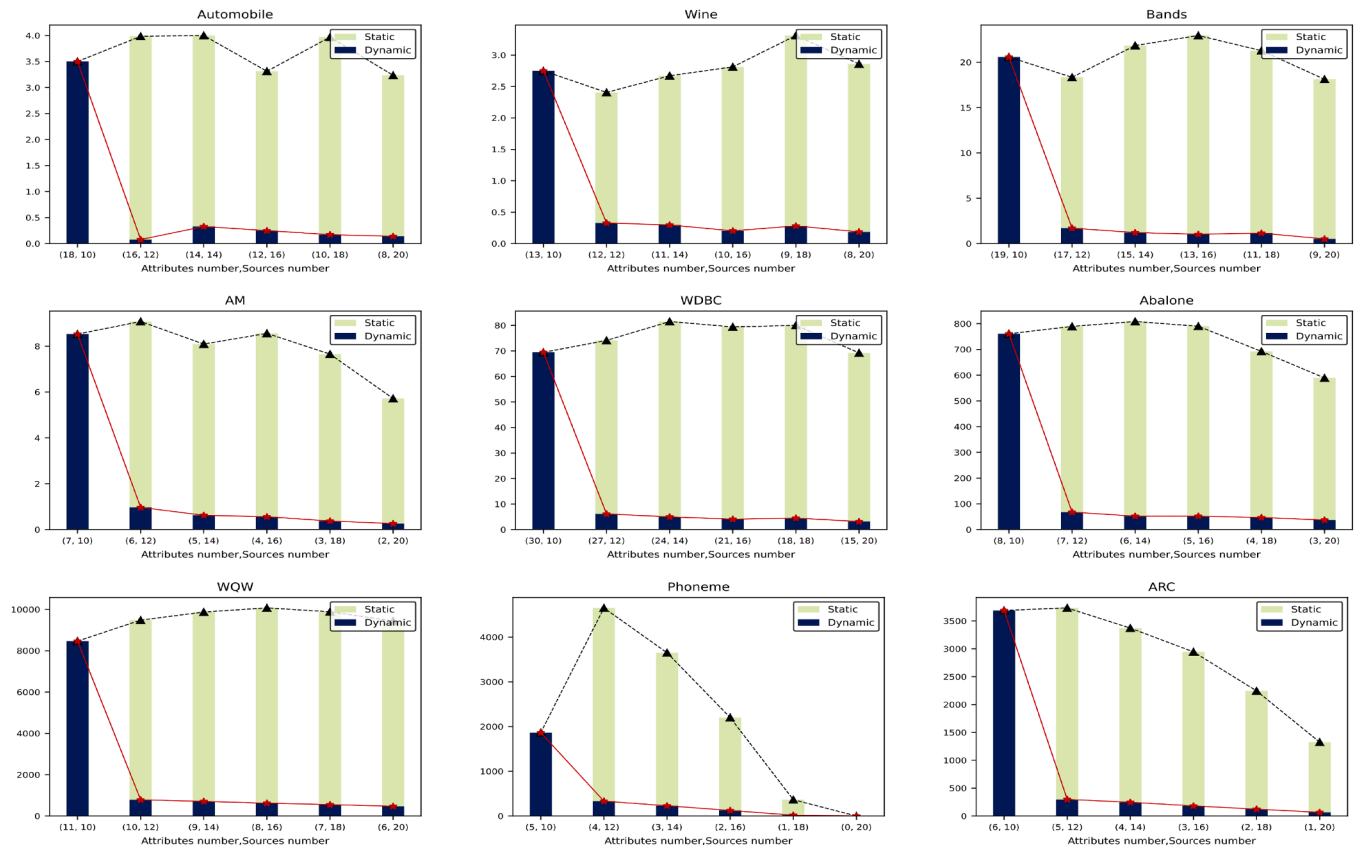 Automobile
4.0
3.5
3.0
2.5
2.0
1.5
1.0
0.5
0.0
Static
Dynamic
(18, 10) (16, 12) (14, 14) (12, 16) (10, 18) (8, 20)
Attributes number,Sources number
Wine
3.0
2.5
2.0
1.5
1.0
0.5
0.0
Static
Dynamic
(13, 10) (12, 12) (11, 14) (10, 16) (9, 18) (8, 20)
Attributes number,Sources number
Bands
20
15
10
5
0
Static
Dynamic
(19, 10) (17, 12) (15, 14) (13, 16) (11, 18) (9, 20)
Attributes number,Sources number
AM
8
6
4
2
0
Static
Dynamic
(7, 10) (6, 12) (5, 14) (4, 16) (3, 18) (2, 20)
Attributes number,Sources number
WDBC
80
70
60
50
40
30
20
10
0
Static
Dynamic
(30, 10) (27, 12) (24, 14) (21, 16) (18, 18) (15, 20)
Attributes number,Sources number
Abalone
800
700
600
500
400
300
200
100
0
Static
Dynamic
(8, 10) (7, 12) (6, 14) (5, 16) (4, 18) (3, 20)
Attributes number,Sources number
WQW
10000
8000
6000
4000
2000
0
Static
Dynamic
(11, 10) (10, 12) (9, 14) (8, 16) (7, 18) (6, 20)
Attributes number,Sources number
Phoneme
4000
3000
2000
1000
0
Static
Dynamic
(5, 10) (4, 12) (3, 14) (2, 16) (1, 18) (0, 20)
Attributes number,Sources number
ARC
3500
3000
2500
2000
1500
1000
500
0
Static
Dynamic
(6, 10) (5, 12) (4, 14) (3, 16) (2, 18) (1, 20)
Attributes number,Sources number